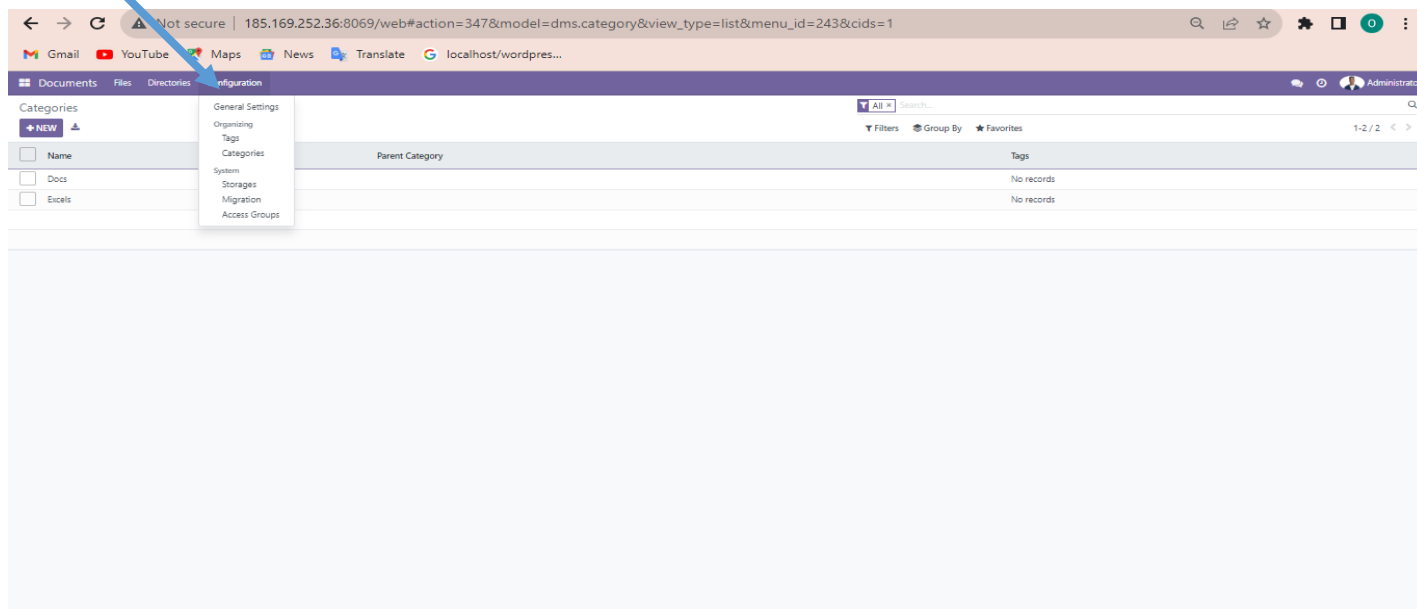 Not secure | 185.169.252.36:8069/web#action=347&model=dms.category&view_type=list&menu_id=243&cids=1 O
Gmail YouTube Maps News Translate G localhost/wordpres...
Documents Files Directories onfiguration Administrato
Categories General Settings All × Search...
+NEW Organizing Filters Group By Favorites 1-2 / 2 < >
Tags
Name Categories Parent Category Tags
System
Docs Storages No records
Excels Migration No records
Access Groups